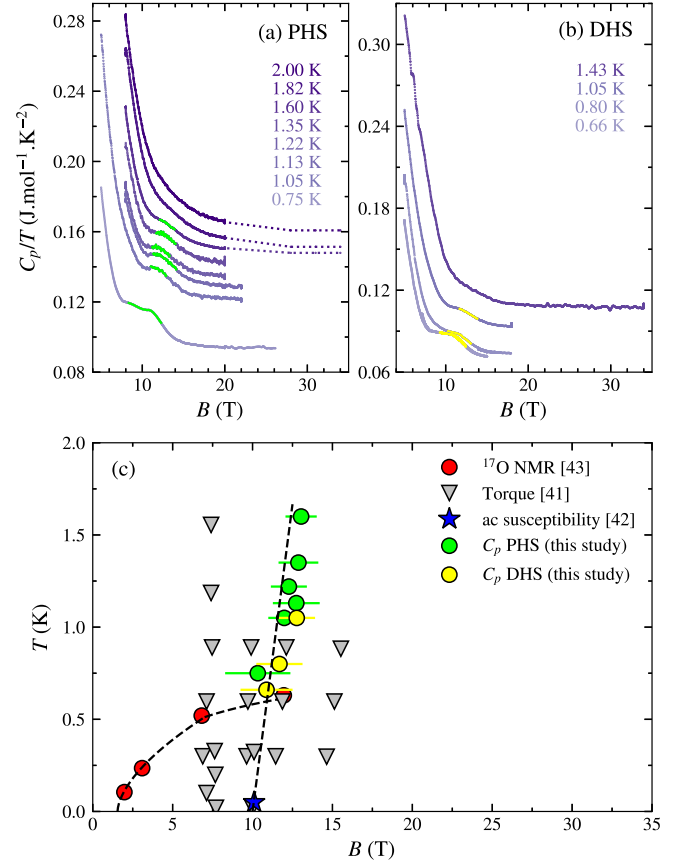 (a) PHS
2.00 K
1.82 K
1.60 K
1.35 K
1.22 K
1.13 K
1.05 K
0.75 K
0.28
0.24
0.20
0.16
0.12
0.08
Cₚ/T (J.mol⁻¹.K⁻²)
10 20 30
B (T)
(b) DHS
1.43 K
1.05 K
0.80 K
0.66 K
0.30
0.24
0.18
0.12
0.06
10 20 30
B (T)
(c)
¹⁷O NMR [43]
Torque [41]
ac susceptibility [42]
Cₚ PHS (this study)
Cₚ DHS (this study)
2.0
1.5
1.0
0.5
0.0
T (K)
0 5 10 15 20 25 30 35
B (T)